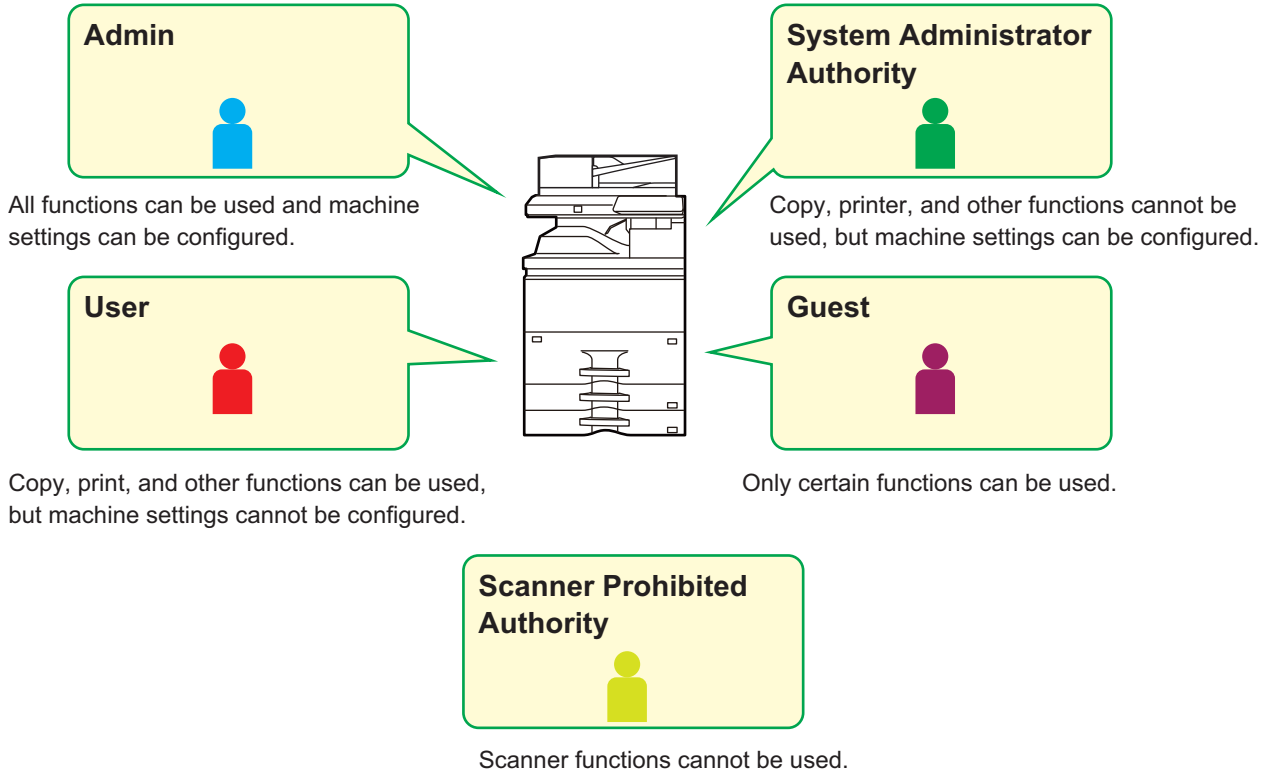 Admin
All functions can be used and machine
settings can be configured.
System Administrator
Authority
Copy, printer, and other functions cannot be
used, but machine settings can be configured.
User
Copy, print, and other functions can be used,
but machine settings cannot be configured.
Guest
Only certain functions can be used.
Scanner Prohibited
Authority
Scanner functions cannot be used.